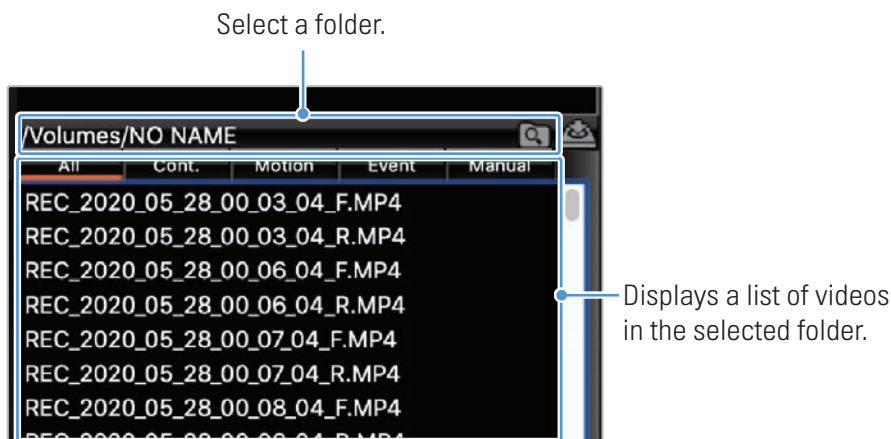 Select a folder.
/Volumes/NO NAME
All Cont. Motion Event Manual
REC_2020_05_28_00_03_04_F.MP4
REC_2020_05_28_00_03_04_R.MP4
REC_2020_05_28_00_06_04_F.MP4
REC_2020_05_28_00_06_04_R.MP4
REC_2020_05_28_00_07_04_F.MP4
REC_2020_05_28_00_07_04_R.MP4
REC_2020_05_28_00_08_04_F.MP4
Displays a list of videos
in the selected folder.